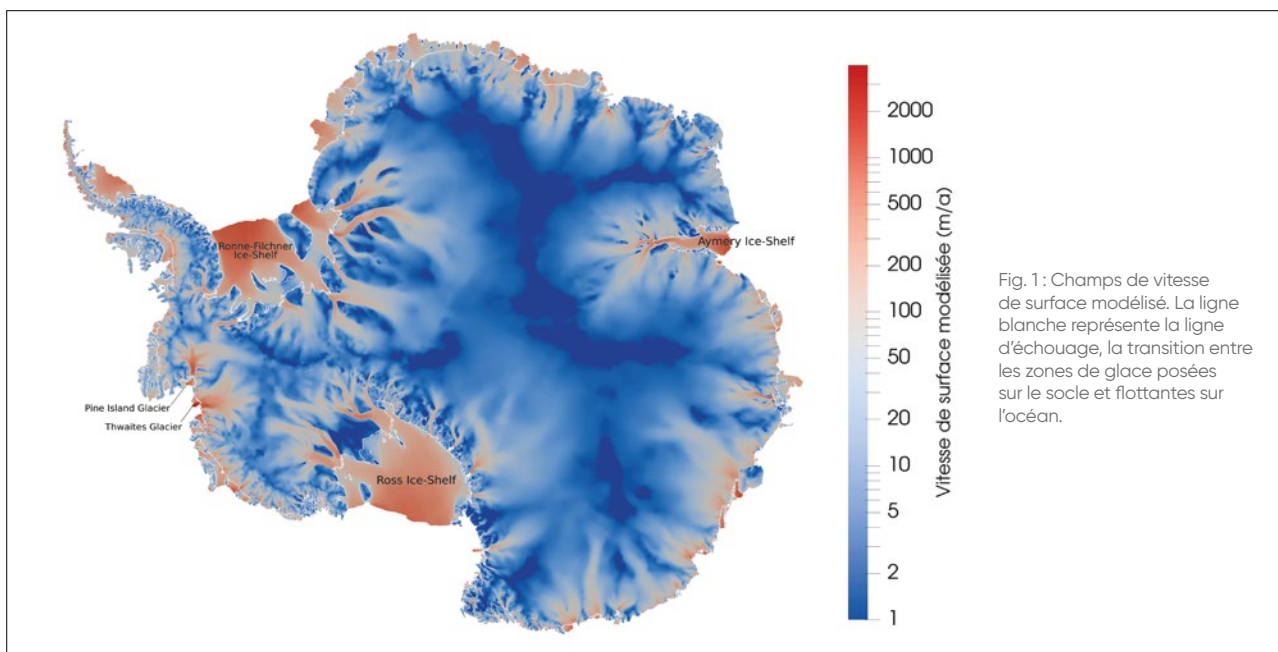 Ronne-Filchner
Ice-Shelf
Aymery Ice-Shelf
Pine Island Glacier
Thwaites Glacier
Ross Ice-Shelf
2000
1000
500
200
100
50
20
10
5
2
1
Vitesse de surface modélisée (m/a)
Fig. 1 : Champs de vitesse
de surface modélisé. La ligne
blanche représente la ligne
d’échouage, la transition entre
les zones de glace posées
sur le socle et flottantes sur
l’océan.